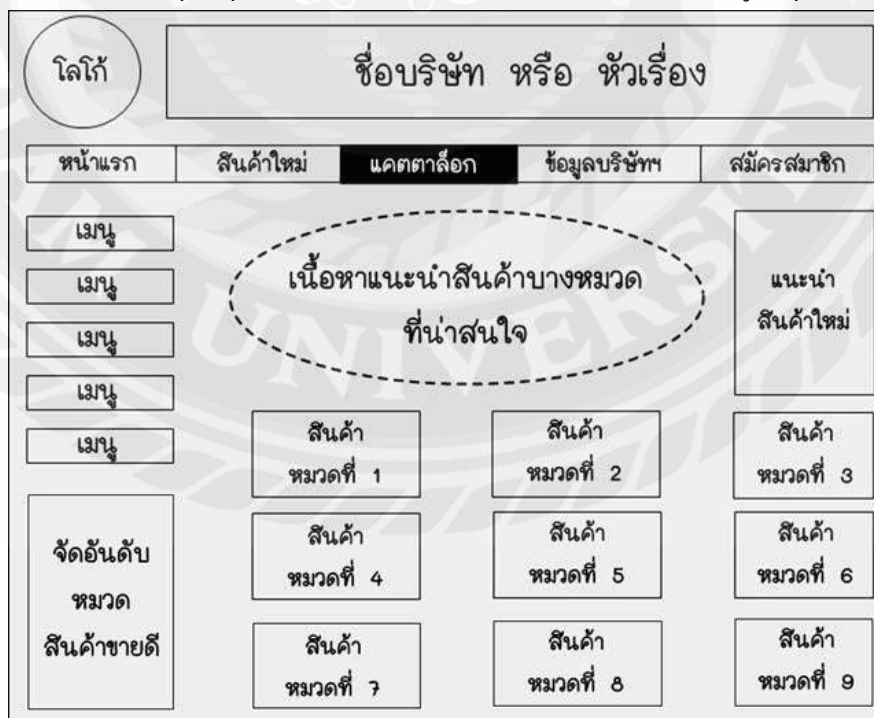 โลโก้
ชื่อบริษัท หรือ หัวเรื่อง
หน้าแรก
สินค้าใหม่
แคตตาล็อก
ข้อมูลบริษัทฯ
สมัครสมาชิก
เมนู
เมนู
เมนู
เมนู
เมนู
เนื้อหาแนะนำสินค้าบางหมวด
ที่น่าสนใจ
แนะนำ
สินค้าใหม่
สินค้า
หมวดที่ 1
สินค้า
หมวดที่ 2
สินค้า
หมวดที่ 3
สินค้า
หมวดที่ 4
สินค้า
หมวดที่ 5
สินค้า
หมวดที่ 6
สินค้า
หมวดที่ 7
สินค้า
หมวดที่ 8
สินค้า
หมวดที่ 9
จัดอันดับ
หมวด
สินค้าขายดี
UNIVERSITY